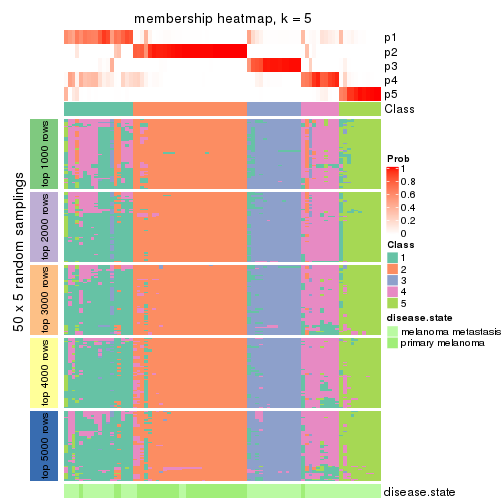 membership heatmap, k = 5
p1
p2
p3
p4
p5
Class
50 x 5 random samplings
top 1000 rows
top 2000 rows
top 3000 rows
top 4000 rows
top 5000 rows
disease.state
Prob
1
0.8
0.6
0.4
0.2
0
Class
1
2
3
4
5
disease.state
melanoma metastasis
primary melanoma